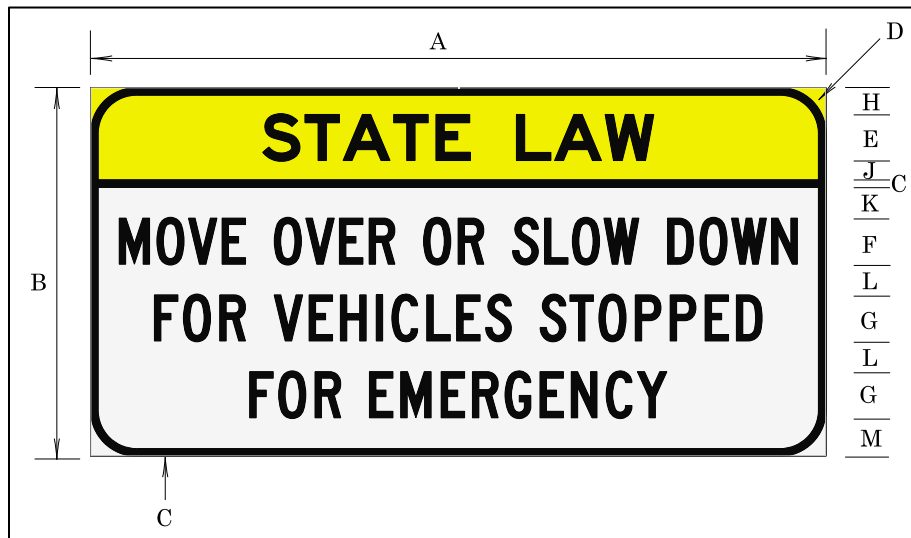 A
D
H
STATE LAW
E
J
C
K
MOVE OVER OR SLOW DOWN
F
B
L
FOR VEHICLES STOPPED
G
L
FOR EMERGENCY
G
M
C